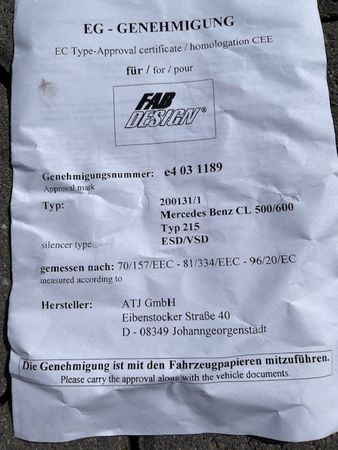 EG - GENEHMIGUNG
EC Type-Approval certificate / homologation CEE
für / for / pour
FAB
DESIGN®
Genehmigungsnummer: e4 03 1189
Approval mark
Typ: 200131/1
Mercedes Benz CL 500/600
Typ 215
silencer type ESD/VSD
gemessen nach: 70/157/EEC - 81/334/EEC - 96/20/EC
measured according to
Hersteller: ATJ GmbH
Eibenstocker Straße 40
D - 08349 Johanngeorgenstadt
Die Genehmigung ist mit den Fahrzeugpapieren mitzuführen.
Please carry the approval along with the vehicle documents.